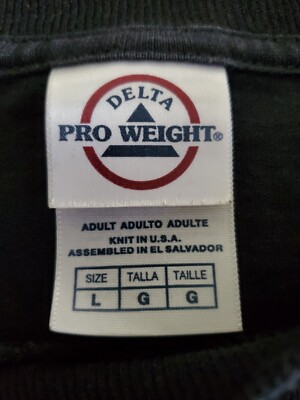 DELTA
PRO WEIGHT®
ADULT ADULTO ADULTE
KNIT IN U.S.A.
ASSEMBLED IN EL SALVADOR
SIZE TALLA TAILLE
L G G